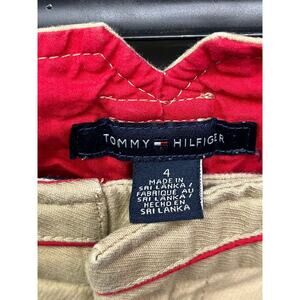 TOMMY HILFIGER
4
MADE IN
SRI LANKA/
FABRIQUÉ AU
SRI LANKA/
HECHO EN
SRI LANKA